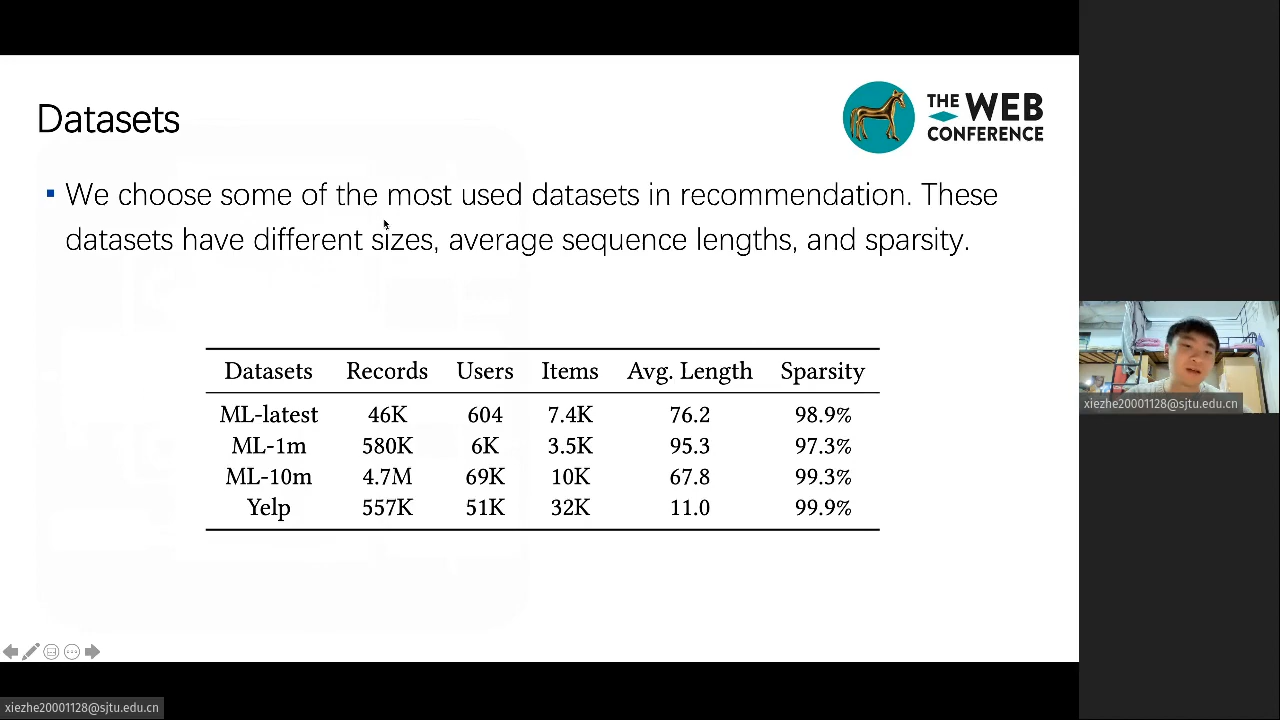 Datasets
THE WEB
CONFERENCE
▪ We choose some of the most used datasets in recommendation. These
datasets have different sizes, average sequence lengths, and sparsity.
Datasets Records Users Items Avg. Length Sparsity
ML-latest 46K 604 7.4K 76.2 98.9%
ML-1m 580K 6K 3.5K 95.3 97.3%
ML-10m 4.7M 69K 10K 67.8 99.3%
Yelp 557K 51K 32K 11.0 99.9%
xiezhe20001128@sjtu.edu.cn
xiezhe20001128@sjtu.edu.cn